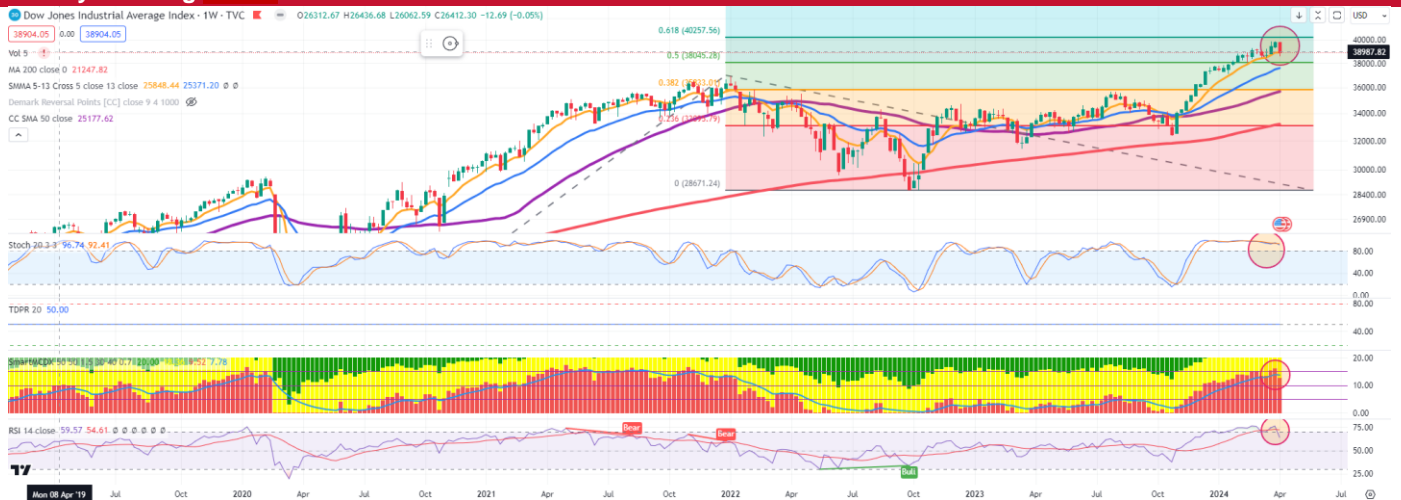 Dow Jones Industrial Average Index · 1W · TVC O26312.67 H26436.68 L26062.59 C26412.30 −12.69 (−0.05%)
USD
38904.05 0.00 38904.05
Vol 5
MA 200 close 0 21247.82
SMMA 5-13 Cross 5 close 13 close 25848.44 25371.20 Ø Ø
Demark Reversal Points [CC] close 9 4 1000
CC SMA 50 close 25177.62
0.618 (40257.56)
0.5 (38045.28)
0 (28671.24)
40000.00
38987.82
38000.00
36000.00
34000.00
32000.00
30000.00
28400.00
26900.00
Stoch 20 3 3 96.74 92.41
80.00
40.00
0.00
TDPR 20 50.00
80.00
40.00
20.00
10.00
0.00
RSI 14 close 59.57 54.61 Ø Ø Ø Ø Ø Ø
Bear
Bear
Bull
75.00
50.00
25.00
Mon 08 Apr '19 Jul Oct 2020 Apr Jul Oct 2021 Apr Jul Oct 2022 Apr Jul Oct 2023 Apr Jul Oct 2024 Apr Jul